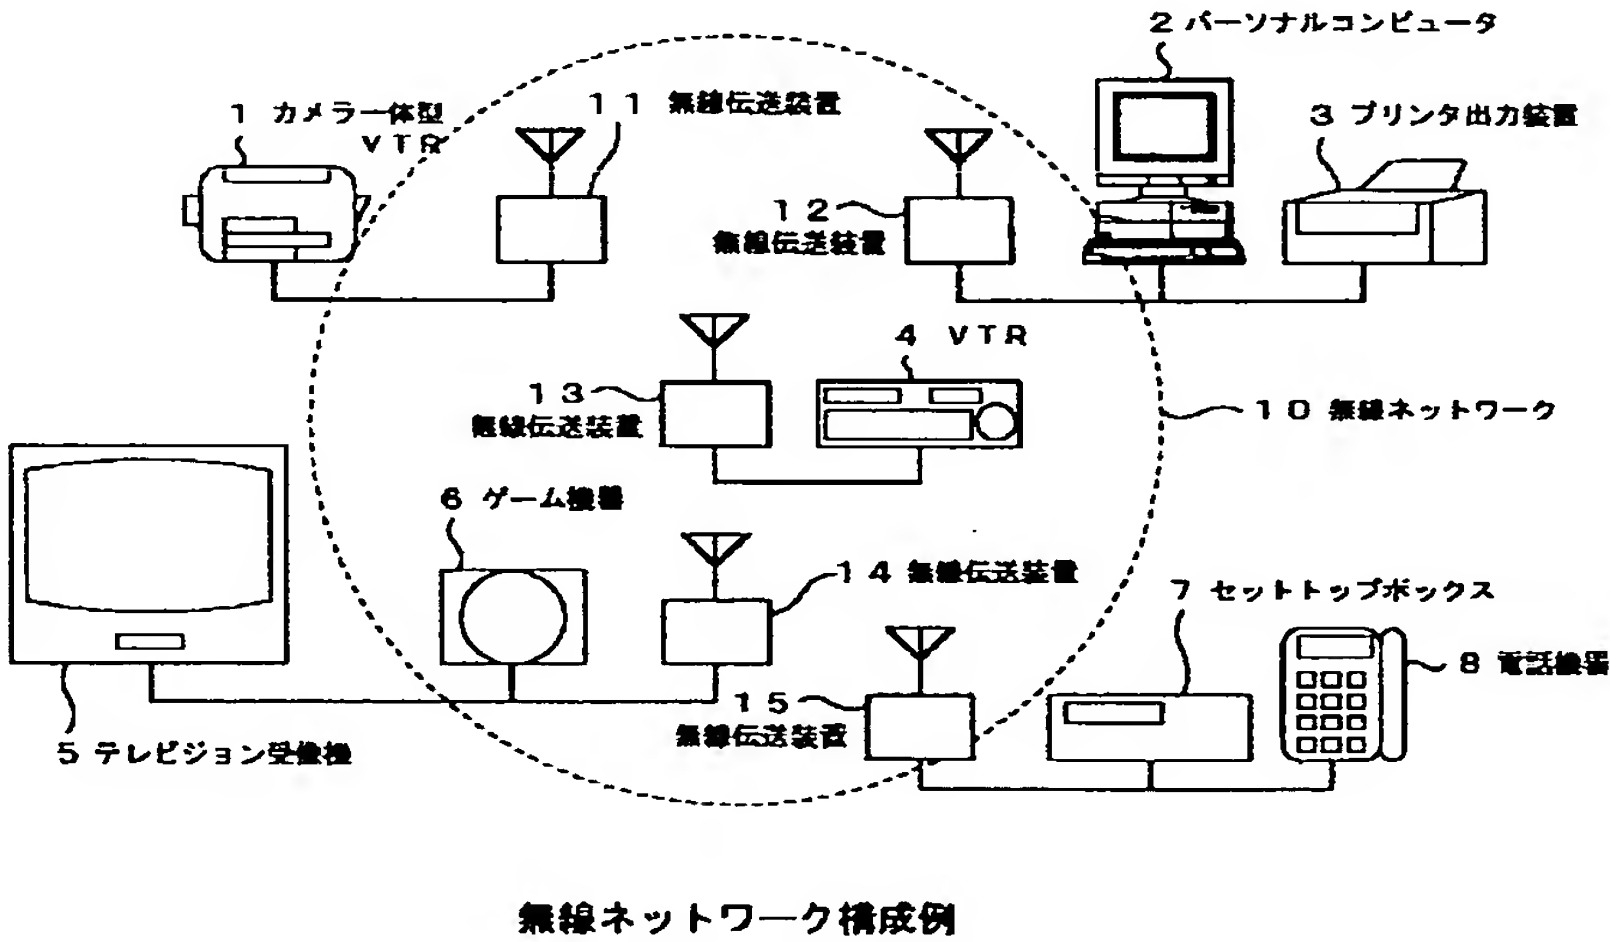 2 パーソナルコンピュータ
1 カメラ一体型
VTR
11 無線伝送装置
3 プリンタ出力装置
12
無線伝送装置
4 VTR
13
無線伝送装置
10 無線ネットワーク
6 ゲーム機器
14 無線伝送装置
7 セットトップボックス
8 電話機器
15
無線伝送装置
5 テレビジョン受像機
無線ネットワーク構成例